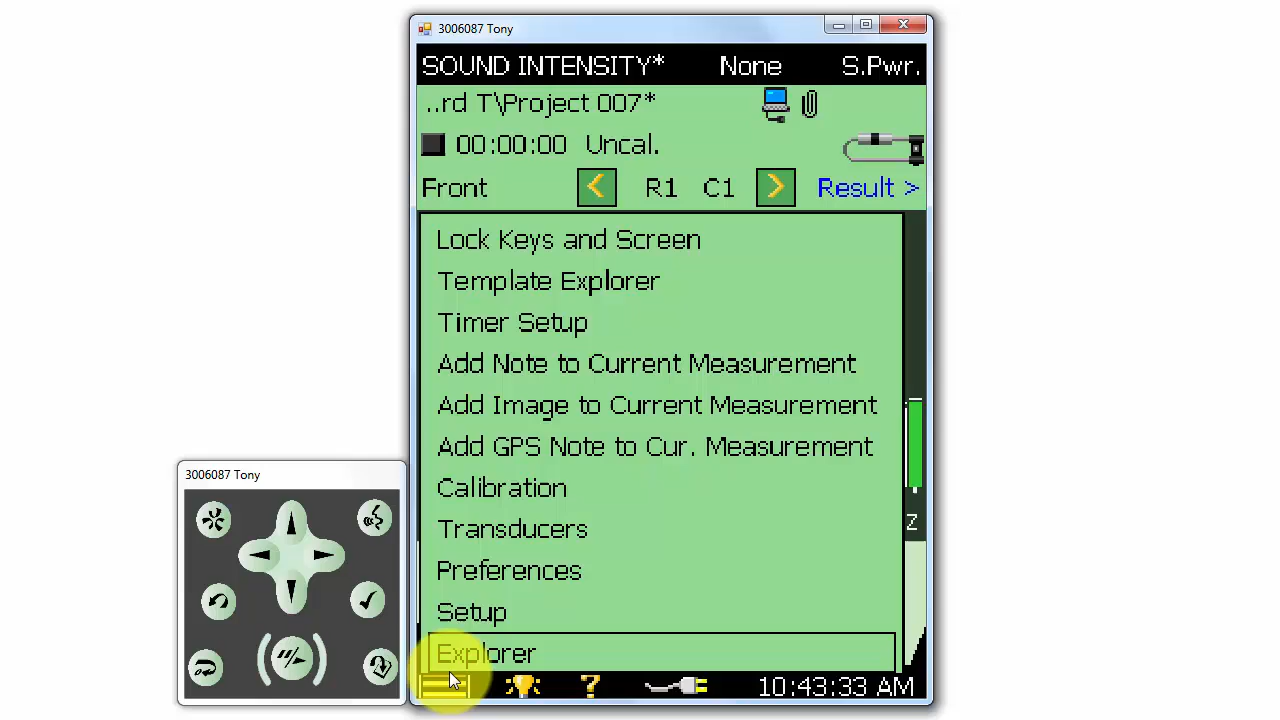 3006087 Tony
SOUND INTENSITY* None S.Pwr.
..rd T\Project 007*
00:00:00 Uncal.
Front < R1 C1 > Result >
Lock Keys and Screen
Template Explorer
Timer Setup
Add Note to Current Measurement
Add Image to Current Measurement
Add GPS Note to Cur. Measurement
Calibration
Transducers
Preferences
Setup
Explorer
Z
? 10:43:33 AM
3006087 Tony